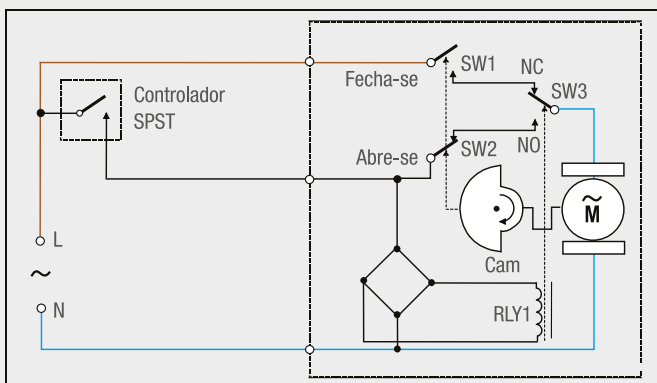 Controlador
SPST
Fecha-se
SW1
NC
SW3
NO
Abre-se
SW2
M
Cam
L
~
N
RLY1